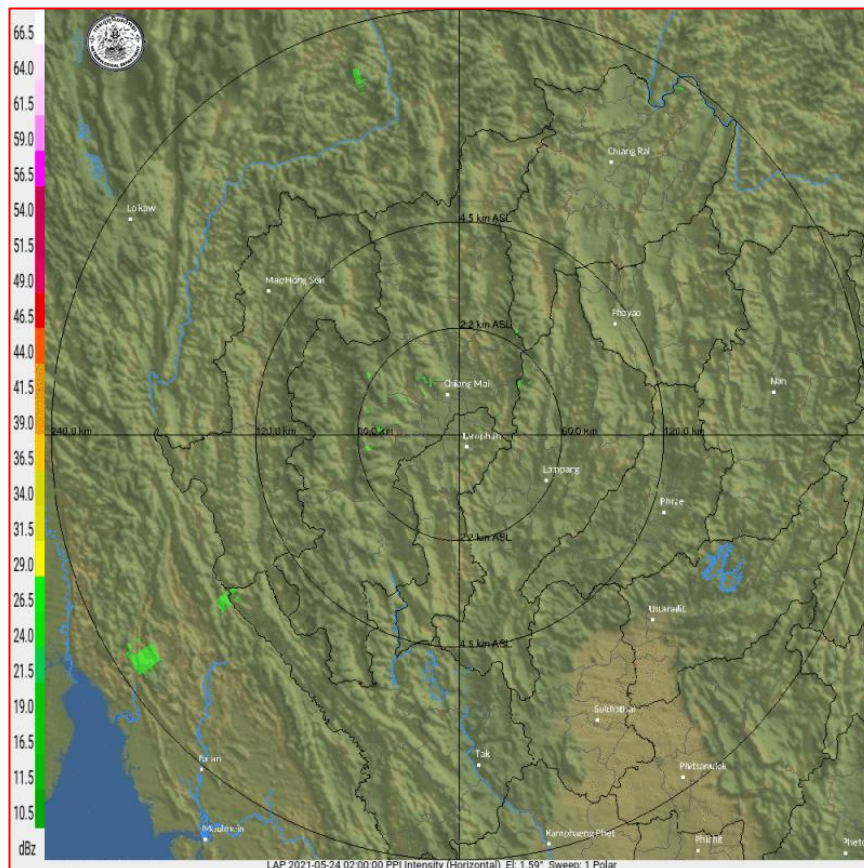 66.5
64.0
61.5
59.0
56.5
54.0
51.5
49.0
46.5
44.0
41.5
39.0
36.5
34.0
31.5
29.0
26.5
24.0
21.5
19.0
16.5
11.5
10.5
dBz
Chiang Rai
Loikaw
4.5 km ASL
Mae Hong Son
Phayao
2.2 km ASL
Chiang Mai
Nan
240.0 km
120.0 km
60.0 km
60.0 km
120.0 km
Lamphun
Lampang
Phrae
2.2 km ASL
Uttaradit
4.5 km ASL
Sukhothai
Tak
Pa'an
Phitsanulok
Moulmein
Kamphaeng Phet
Phichit
Phet
LAP 2021-05-24 02:00:00 PPI Intensity (Horizontal) El: 1.59° Sweep: 1 Polar